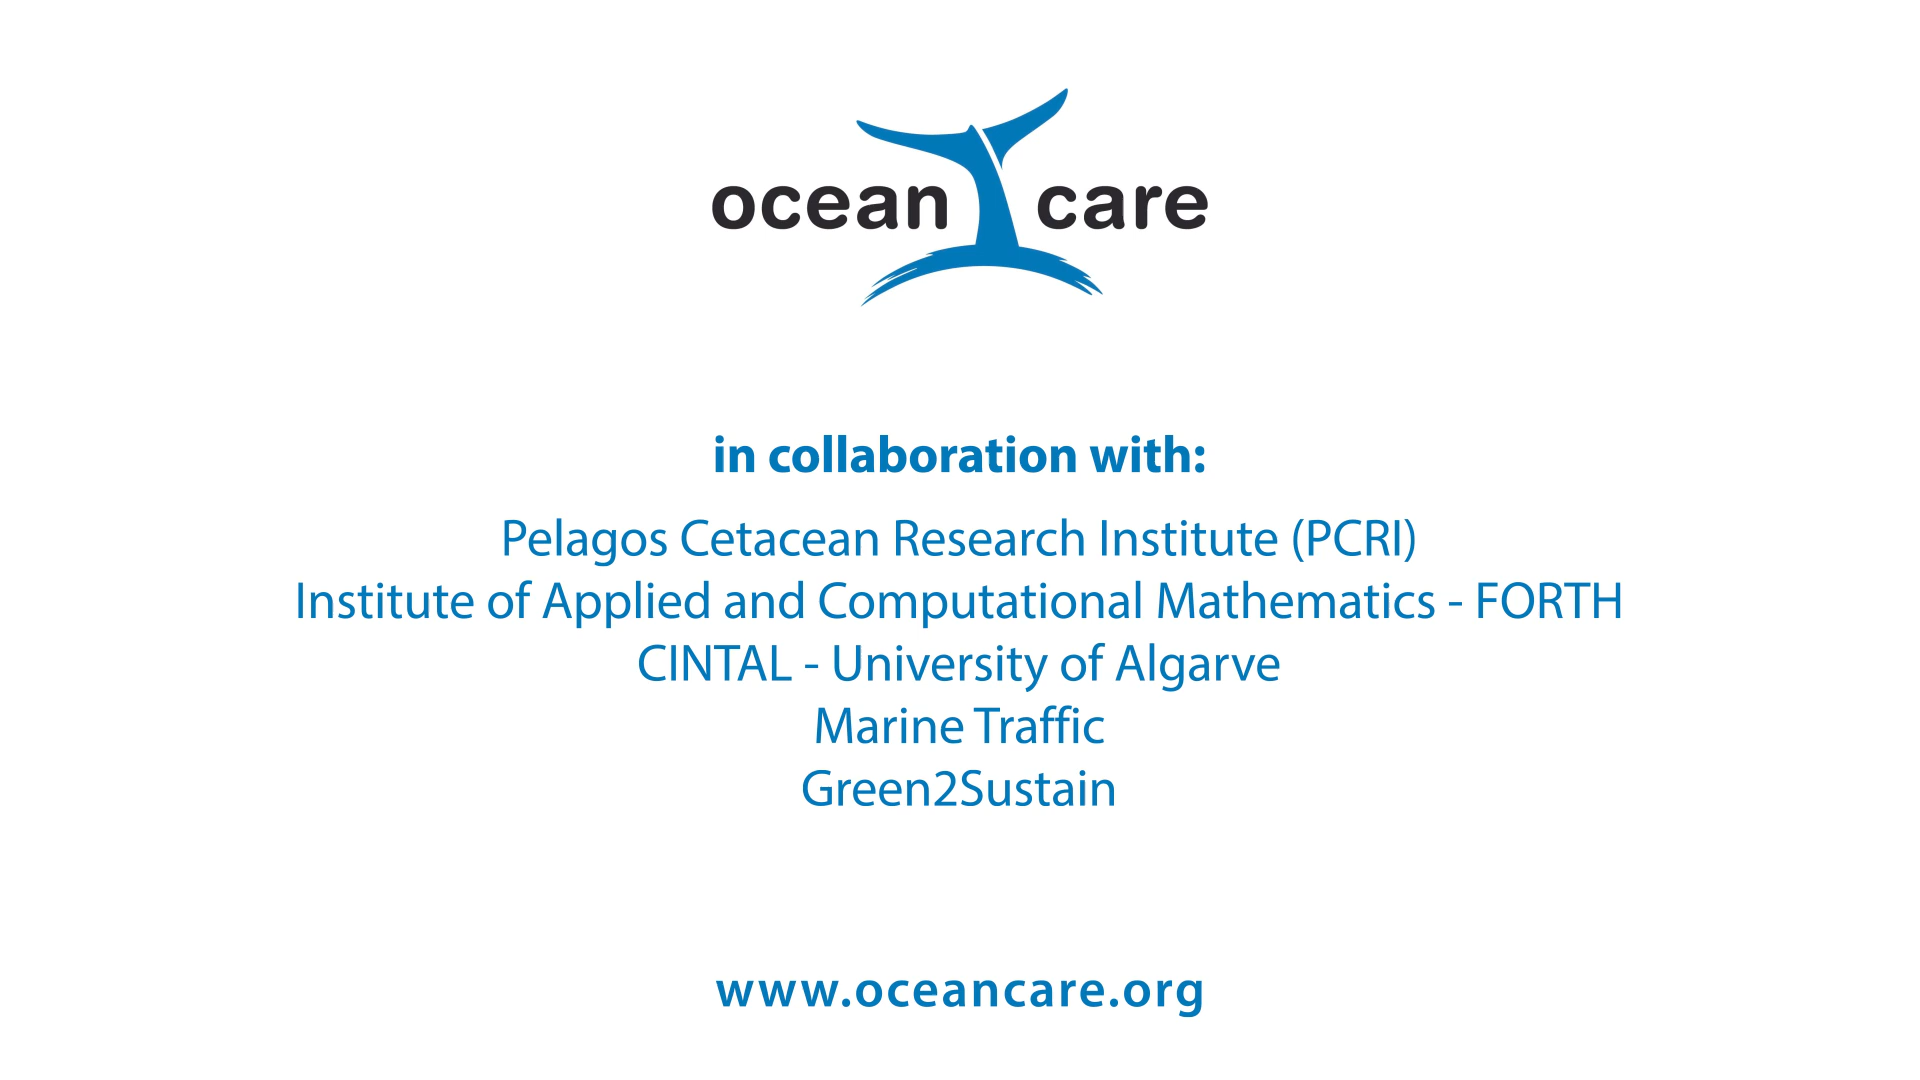 ocean care
in collaboration with:
Pelagos Cetacean Research Institute (PCRI)
Institute of Applied and Computational Mathematics - FORTH
CINTAL - University of Algarve
Marine Traffic
Green2Sustain
www.oceancare.org